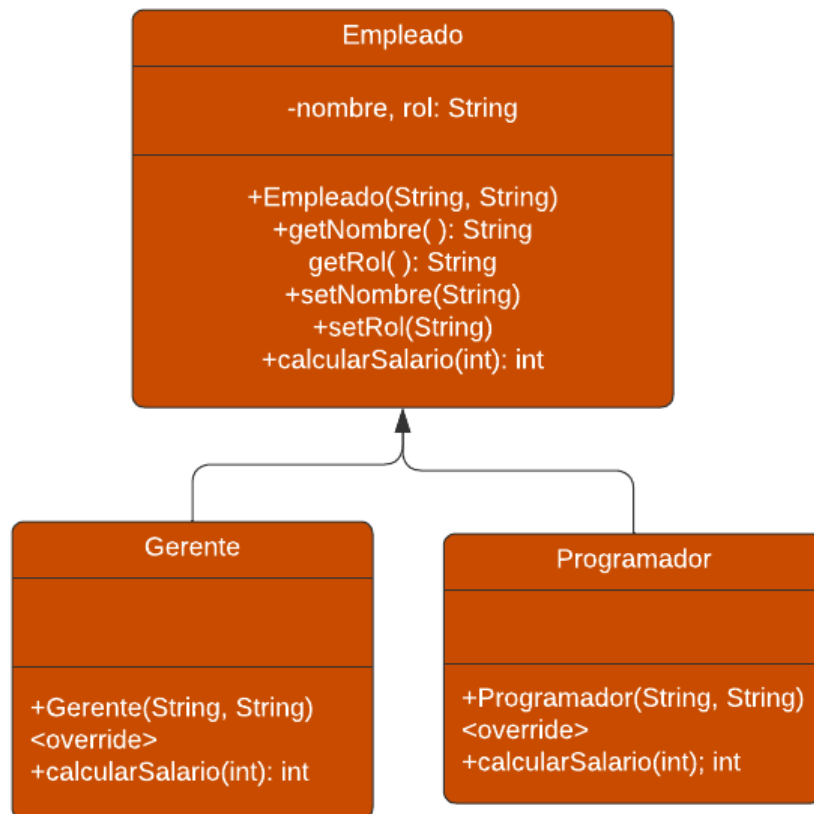 Empleado
-nombre, rol: String
+Empleado(String, String)
+getNombre( ): String
getRol( ): String
+setNombre(String)
+setRol(String)
+calcularSalario(int): int
Gerente
+Gerente(String, String)
<override>
+calcularSalario(int): int
Programador
+Programador(String, String)
<override>
+calcularSalario(int); int